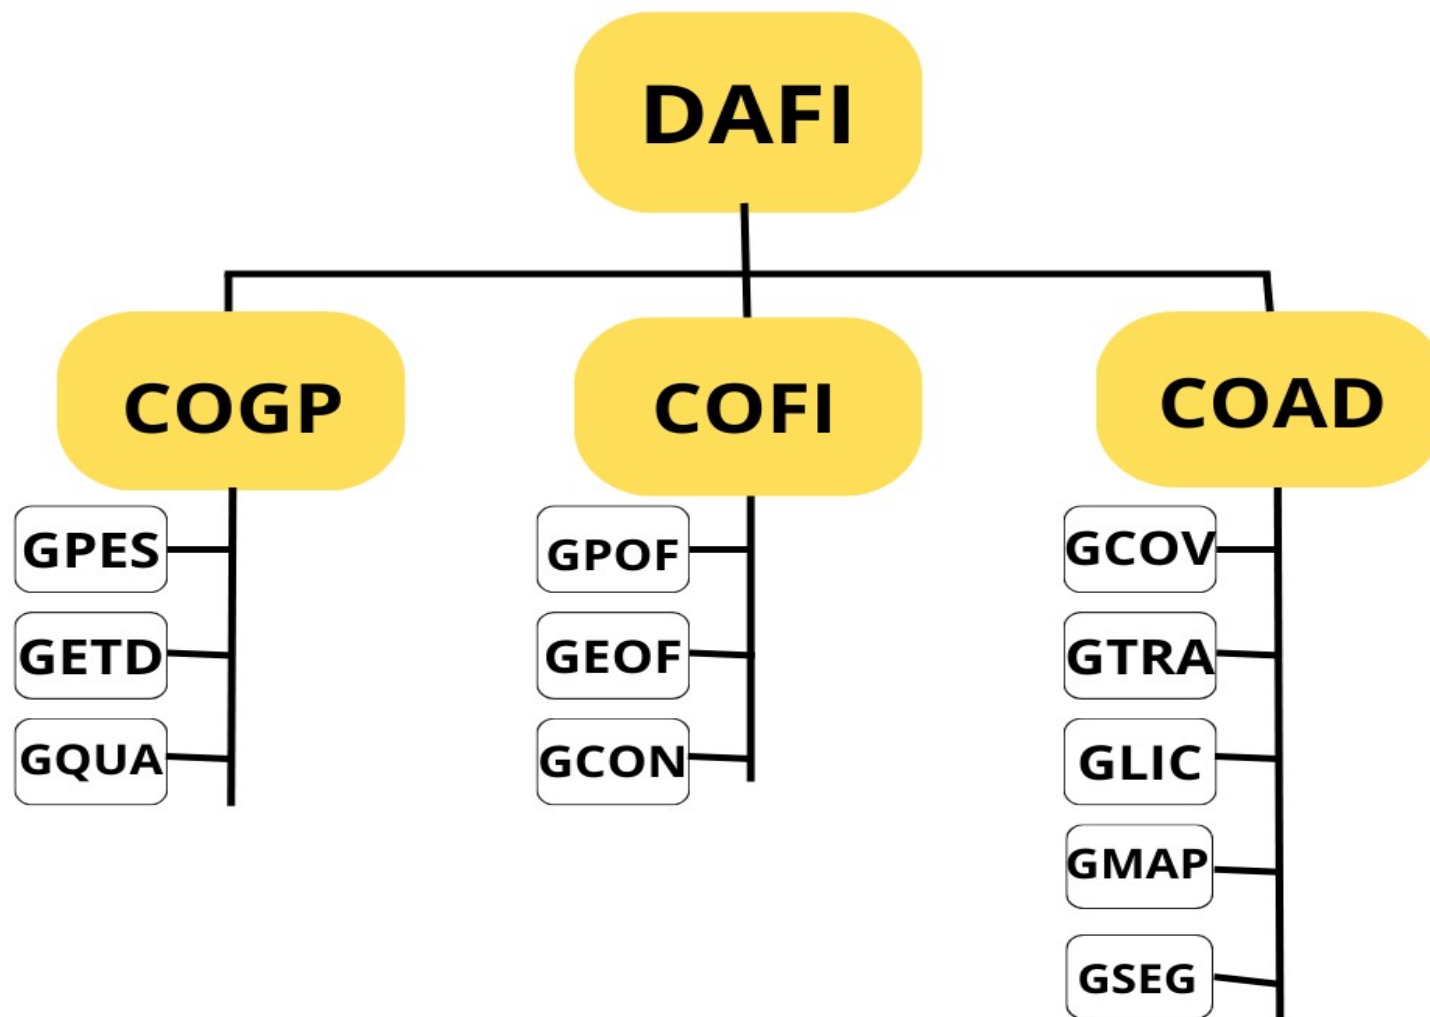 DAFI
COGP
COFI
COAD
GPES
GETD
GQUA
GPOF
GEOF
GCON
GCOV
GTRA
GLIC
GMAP
GSEG